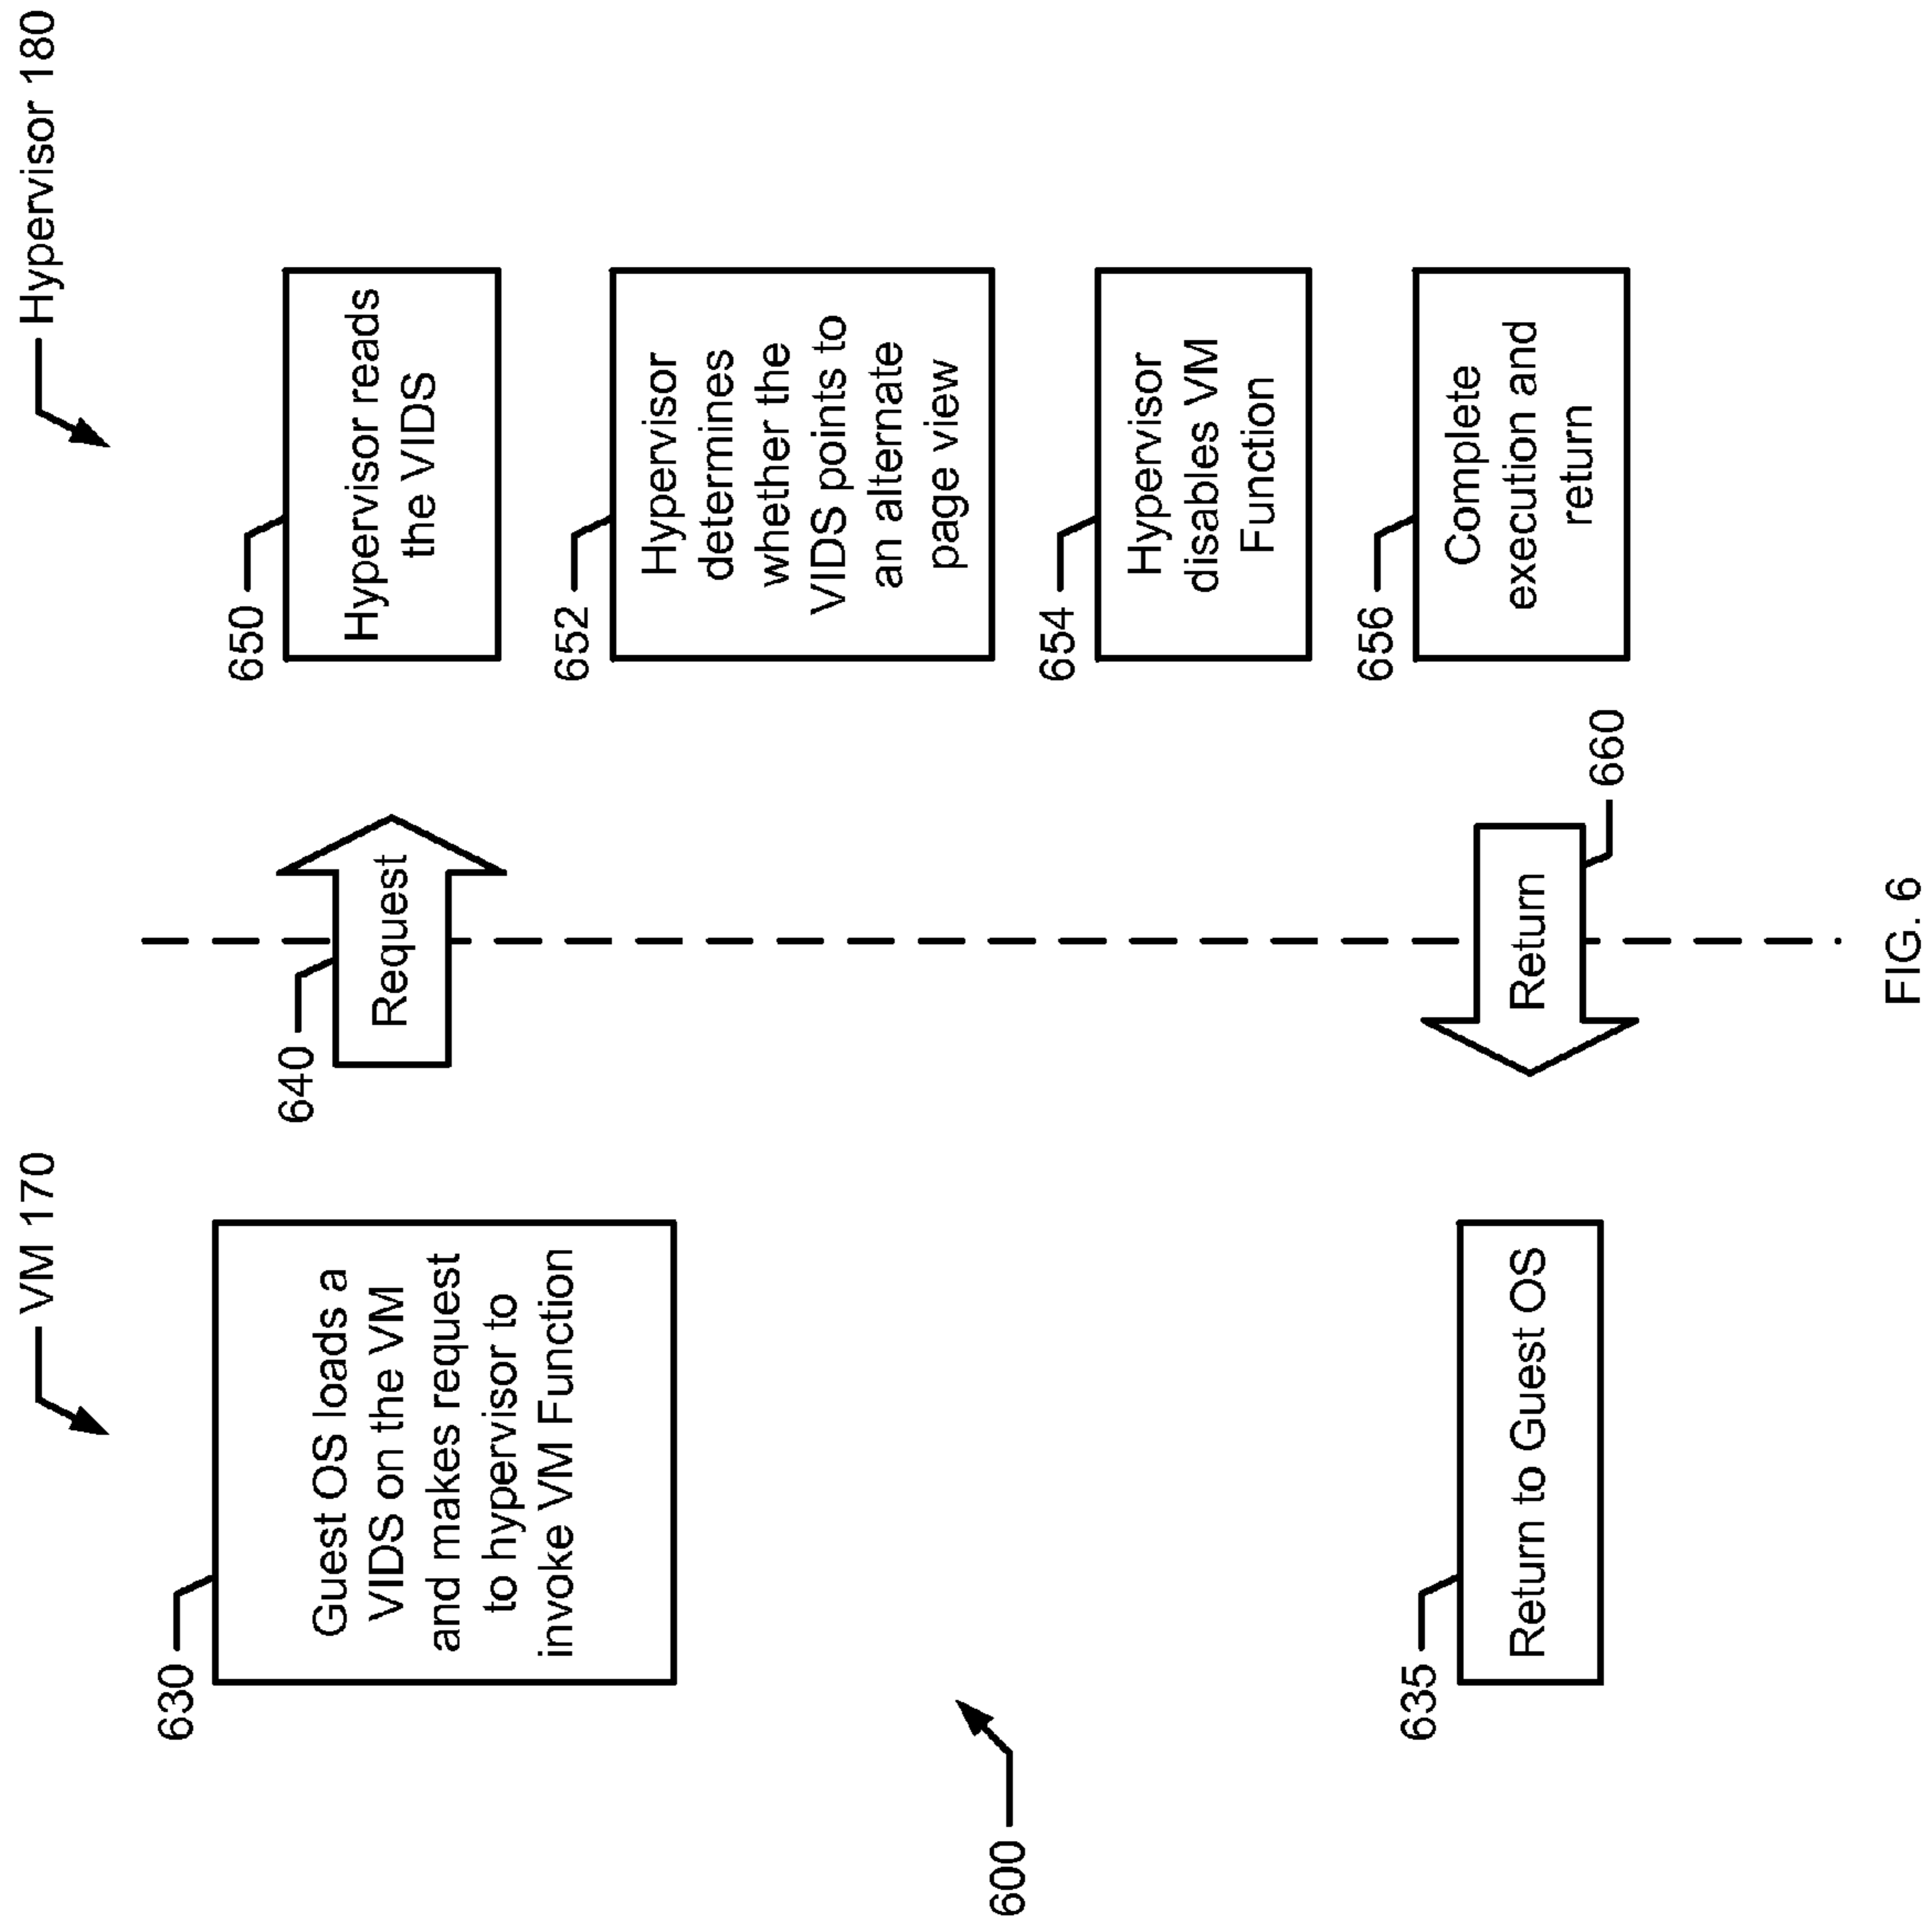 VM 170
Hypervisor 180
630
Guest OS loads a
VIDS on the VM
and makes request
to hypervisor to
invoke VM Function
640
Request
650
Hypervisor reads
the VIDS
652
Hypervisor
determines
whether the
VIDS points to
an alternate
page view
654
Hypervisor
disables VM
Function
656
Complete
execution and
return
660
Return
635
Return to Guest OS
600
FIG. 6